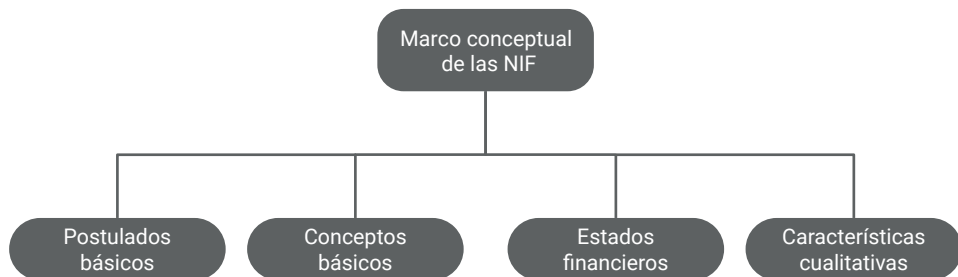 Marco conceptual
de las NIF
Postulados
básicos
Conceptos
básicos
Estados
financieros
Características
cualitativas